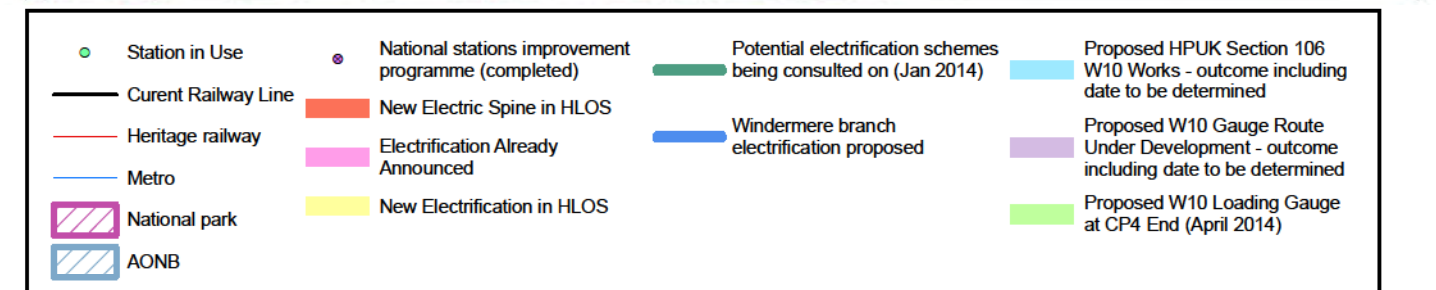 Station in Use
Curent Railway Line
Heritage railway
Metro
National park
AONB
National stations improvement
programme (completed)
New Electric Spine in HLOS
Electrification Already
Announced
New Electrification in HLOS
Potential electrification schemes
being consulted on (Jan 2014)
Windermere branch
electrification proposed
Proposed HPUK Section 106
W10 Works - outcome including
date to be determined
Proposed W10 Gauge Route
Under Development - outcome
including date to be determined
Proposed W10 Loading Gauge
at CP4 End (April 2014)